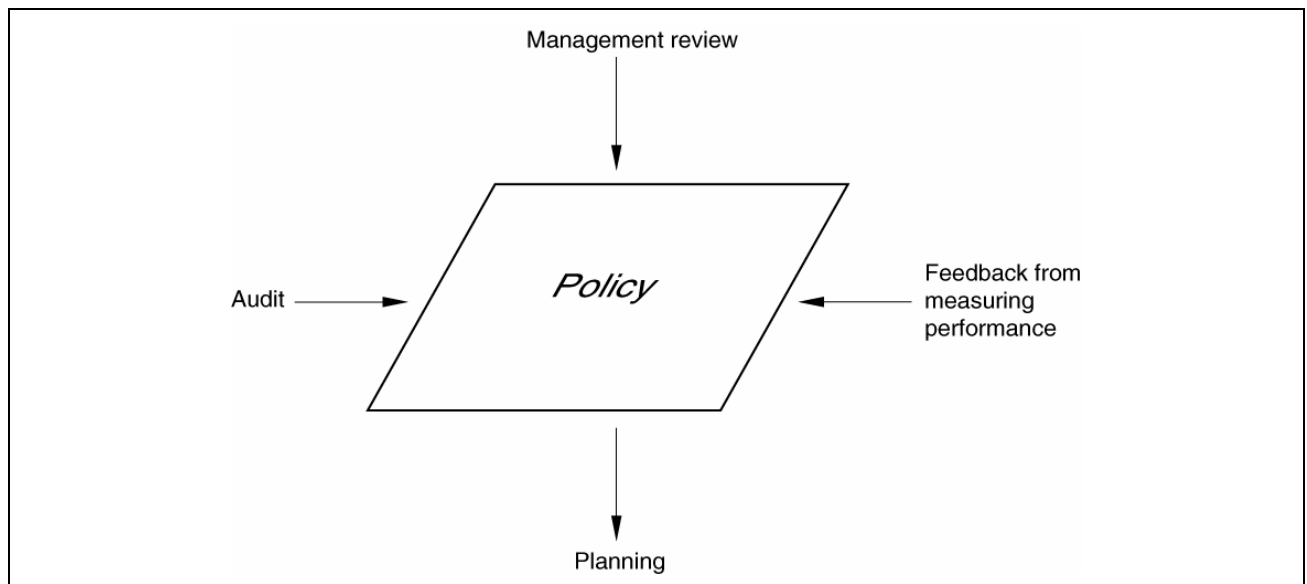 Management review
Policy
Audit
Feedback from
measuring
performance
Planning